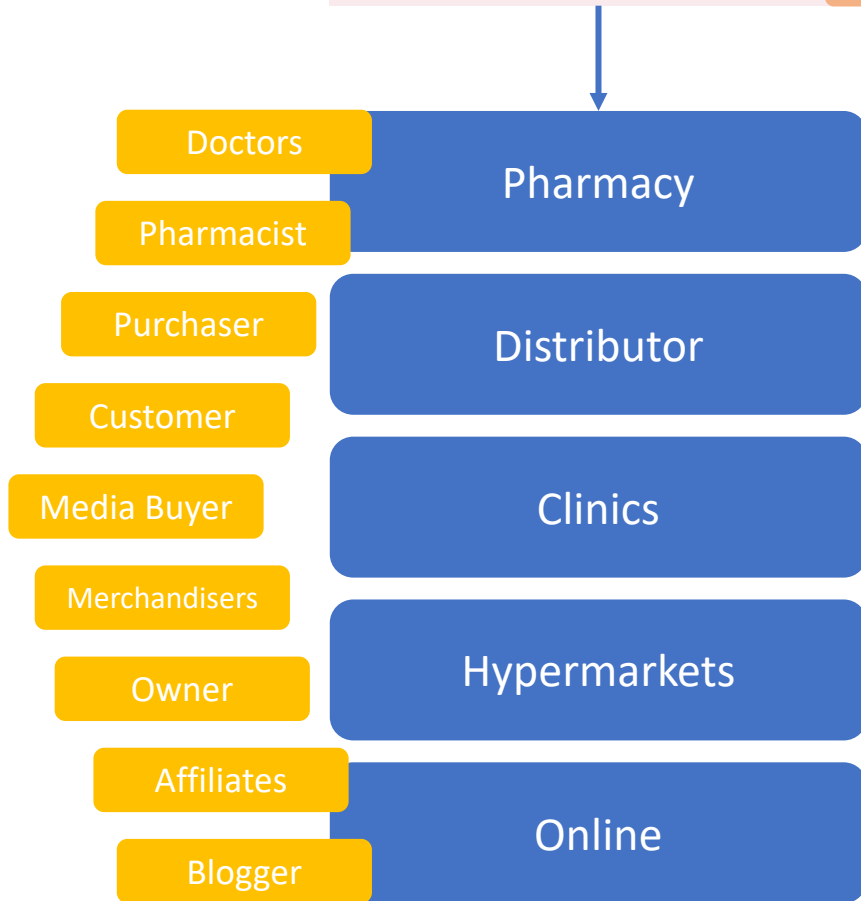 Doctors
Pharmacy
Pharmacist
Purchaser
Distributor
Customer
Media Buyer
Clinics
Merchandisers
Hypermarkets
Owner
Affiliates
Online
Blogger